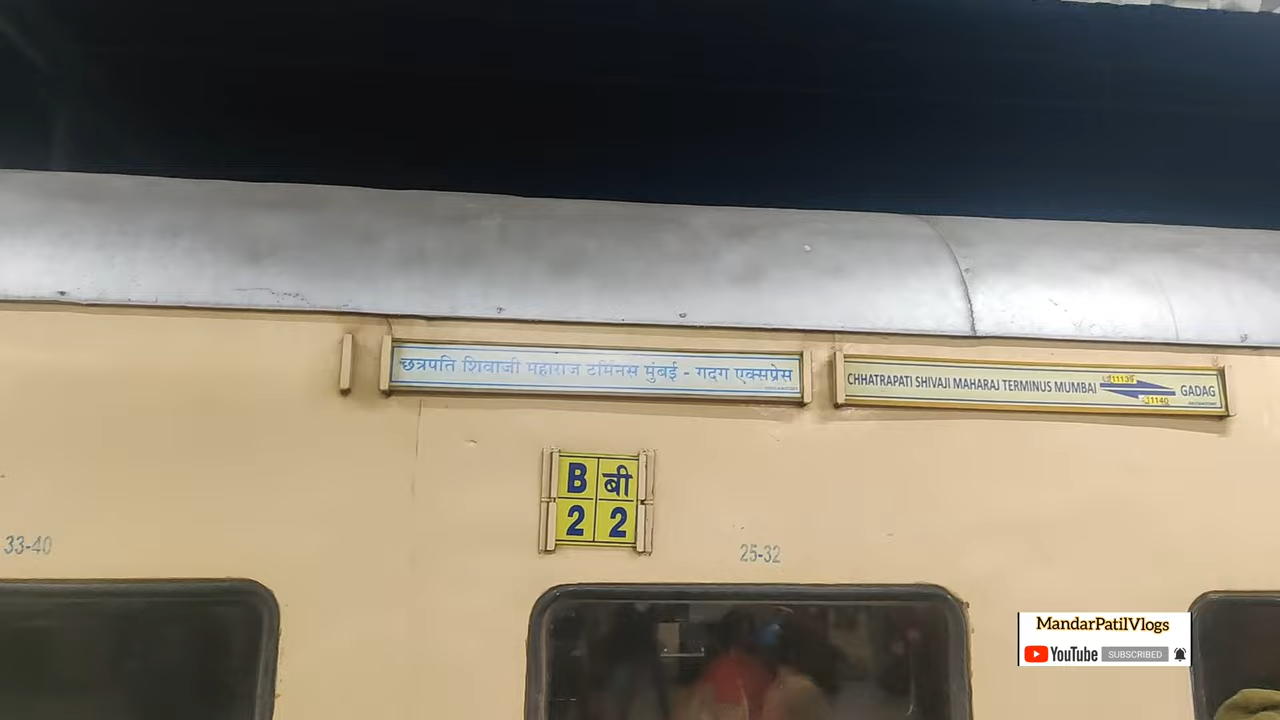 छत्रपति शिवाजी महाराज टर्मिनस मुंबई - गदग एक्सप्रेस
CHHATRAPATI SHIVAJI MAHARAJ TERMINUS MUMBAI 11139 11140 GADAG
B बी
2 2
33-40
25-32
MandarPatilVlogs
YouTube SUBSCRIBED